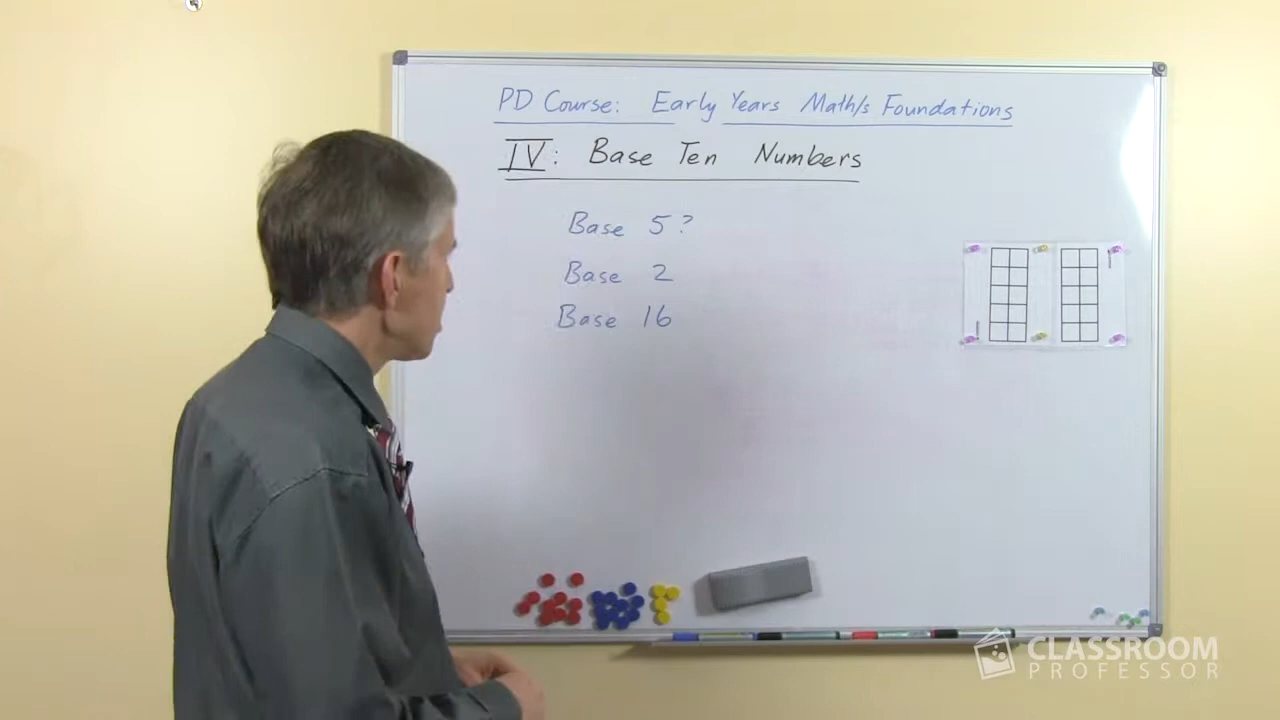 PD Course: Early Years Math/s Foundations
IV: Base Ten Numbers
Base 5?
Base 2
Base 16
CLASSROOM
PROFESSOR